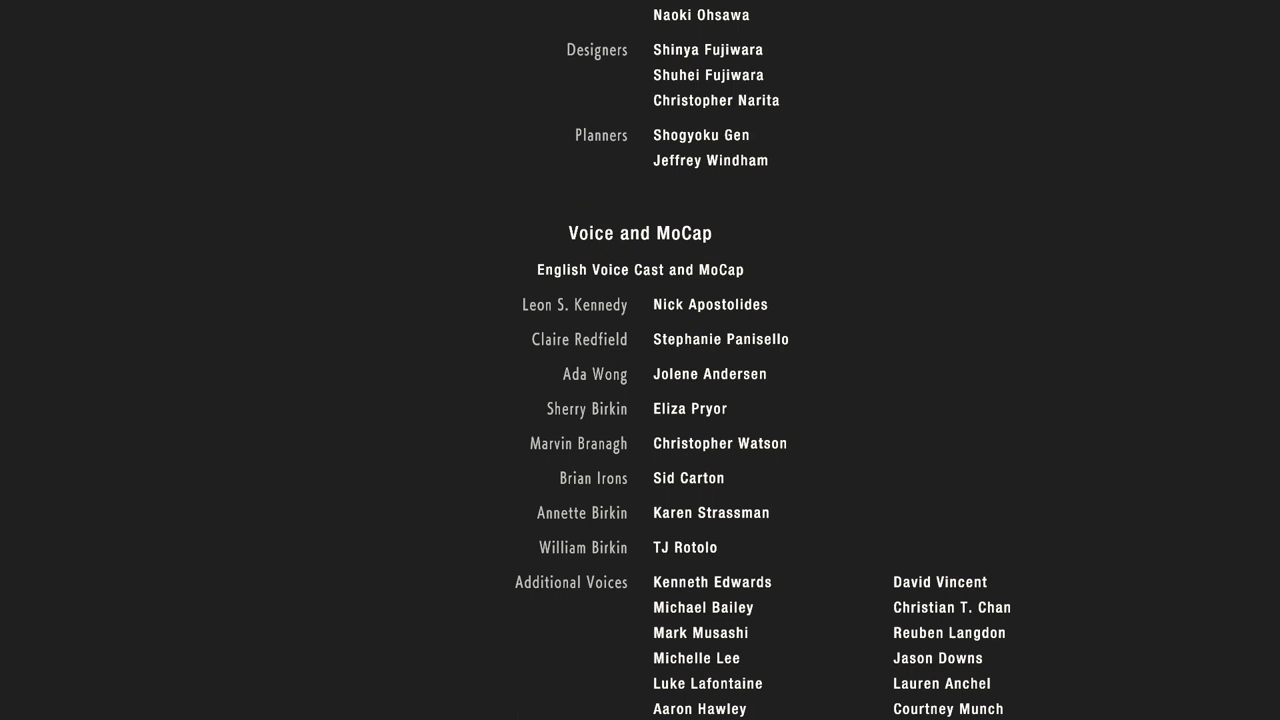 Naoki Ohsawa
Designers Shinya Fujiwara
Shuhei Fujiwara
Christopher Narita
Planners Shogyoku Gen
Jeffrey Windham
Voice and MoCap
English Voice Cast and MoCap
Leon S. Kennedy Nick Apostolides
Claire Redfield Stephanie Panisello
Ada Wong Jolene Andersen
Sherry Birkin Eliza Pryor
Marvin Branagh Christopher Watson
Brian Irons Sid Carton
Annette Birkin Karen Strassman
William Birkin TJ Rotolo
Additional Voices Kenneth Edwards David Vincent
Michael Bailey Christian T. Chan
Mark Musashi Reuben Langdon
Michelle Lee Jason Downs
Luke Lafontaine Lauren Anchel
Aaron Hawley Courtney Munch